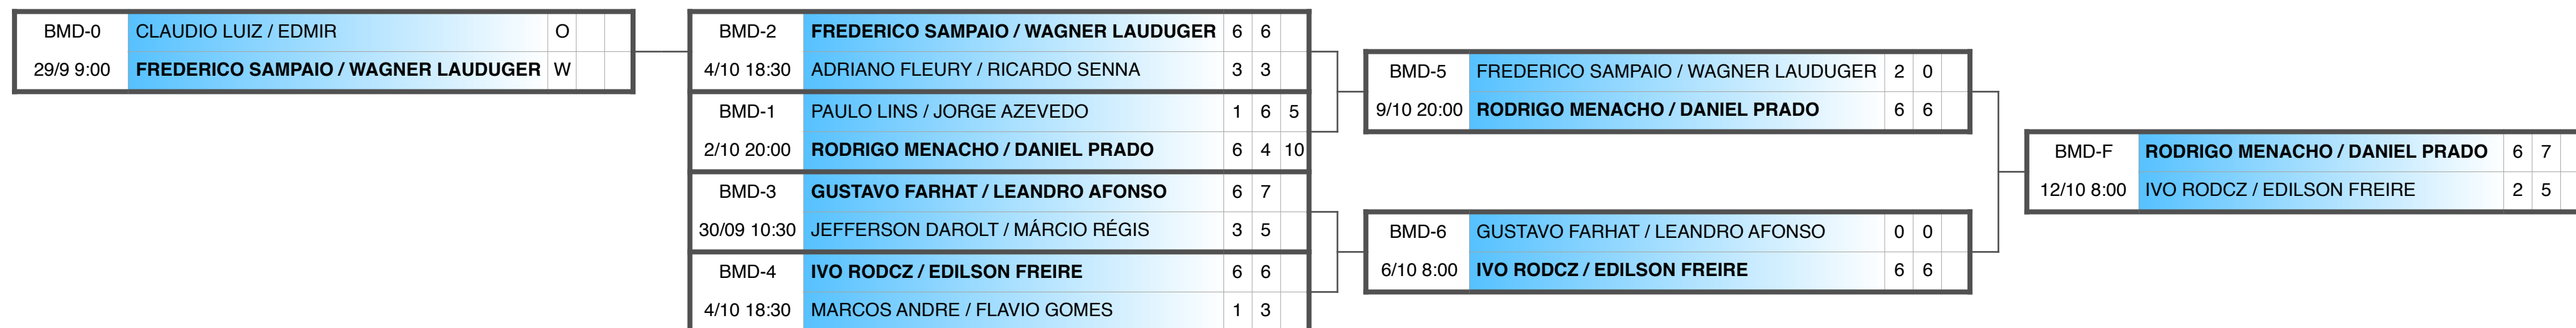 BMD-0 CLAUDIO LUIZ / EDMIR O
29/9 9:00 FREDERICO SAMPAIO / WAGNER LAUDUGER W
BMD-2 FREDERICO SAMPAIO / WAGNER LAUDUGER 6 6
4/10 18:30 ADRIANO FLEURY / RICARDO SENNA 3 3
BMD-1 PAULO LINS / JORGE AZEVEDO 1 6 5
2/10 20:00 RODRIGO MENACHO / DANIEL PRADO 6 4 10
BMD-3 GUSTAVO FARHAT / LEANDRO AFONSO 6 7
30/09 10:30 JEFFERSON DAROLT / MÁRCIO RÉGIS 3 5
BMD-4 IVO RODCZ / EDILSON FREIRE 6 6
4/10 18:30 MARCOS ANDRE / FLAVIO GOMES 1 3
BMD-5 FREDERICO SAMPAIO / WAGNER LAUDUGER 2 0
9/10 20:00 RODRIGO MENACHO / DANIEL PRADO 6 6
BMD-6 GUSTAVO FARHAT / LEANDRO AFONSO 0 0
6/10 8:00 IVO RODCZ / EDILSON FREIRE 6 6
BMD-F RODRIGO MENACHO / DANIEL PRADO 6 7
12/10 8:00 IVO RODCZ / EDILSON FREIRE 2 5